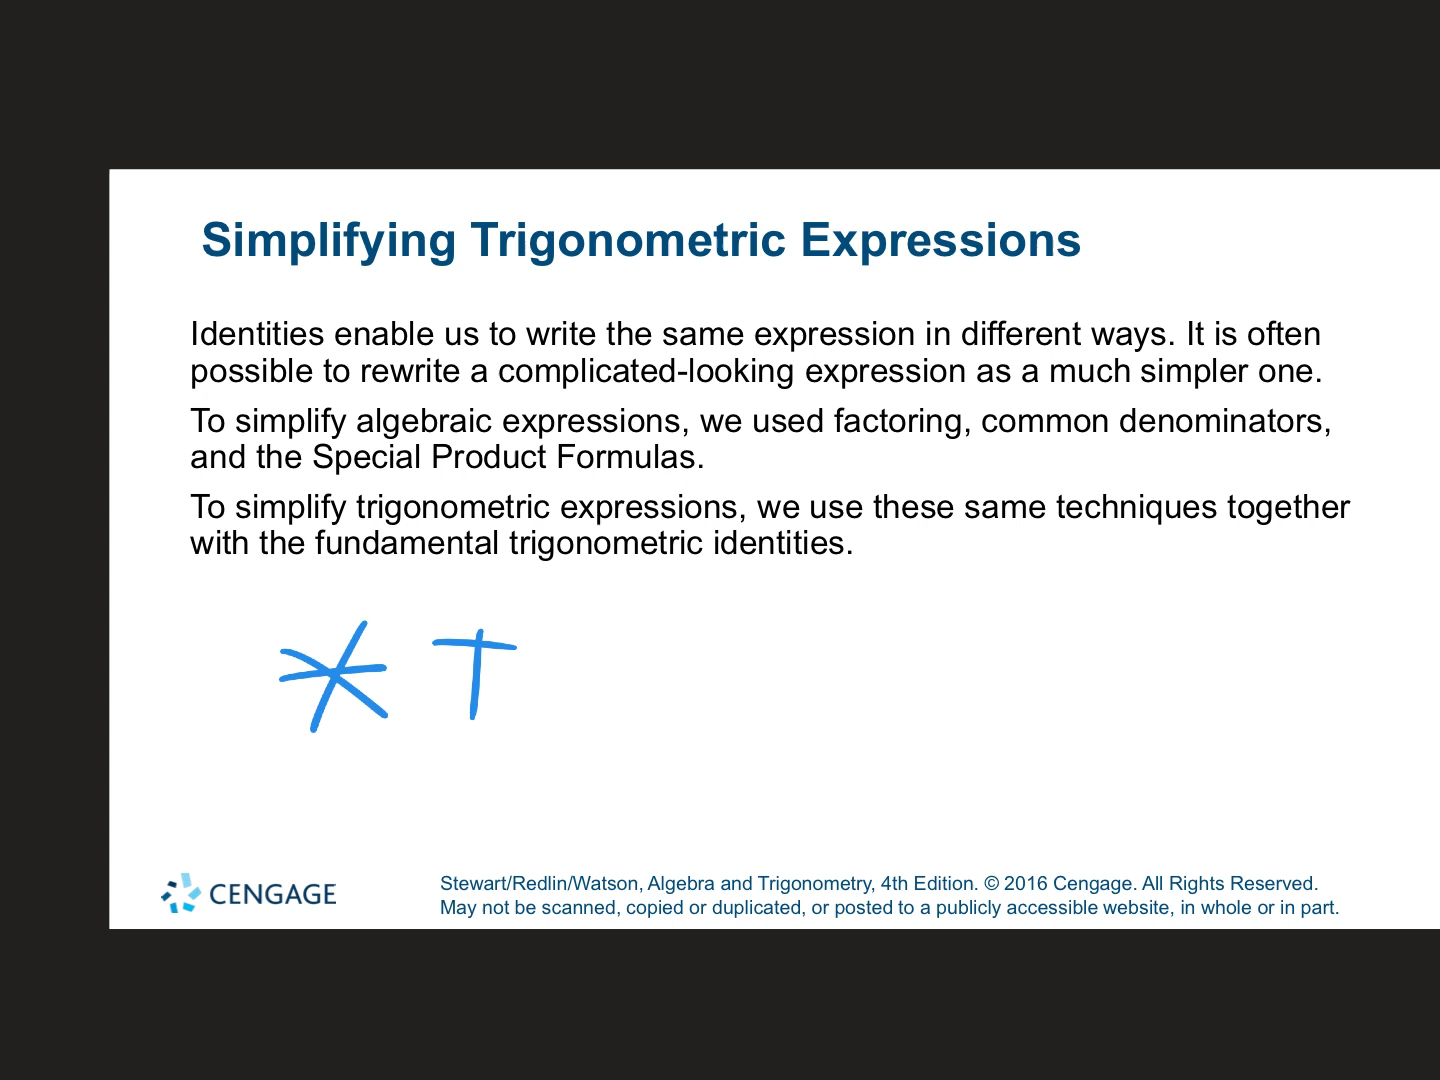 Simplifying Trigonometric Expressions
Identities enable us to write the same expression in different ways. It is often
possible to rewrite a complicated-looking expression as a much simpler one.
To simplify algebraic expressions, we used factoring, common denominators,
and the Special Product Formulas.
To simplify trigonometric expressions, we use these same techniques together
with the fundamental trigonometric identities.
* T
CENGAGE
Stewart/Redlin/Watson, Algebra and Trigonometry, 4th Edition. © 2016 Cengage. All Rights Reserved.
May not be scanned, copied or duplicated, or posted to a publicly accessible website, in whole or in part.